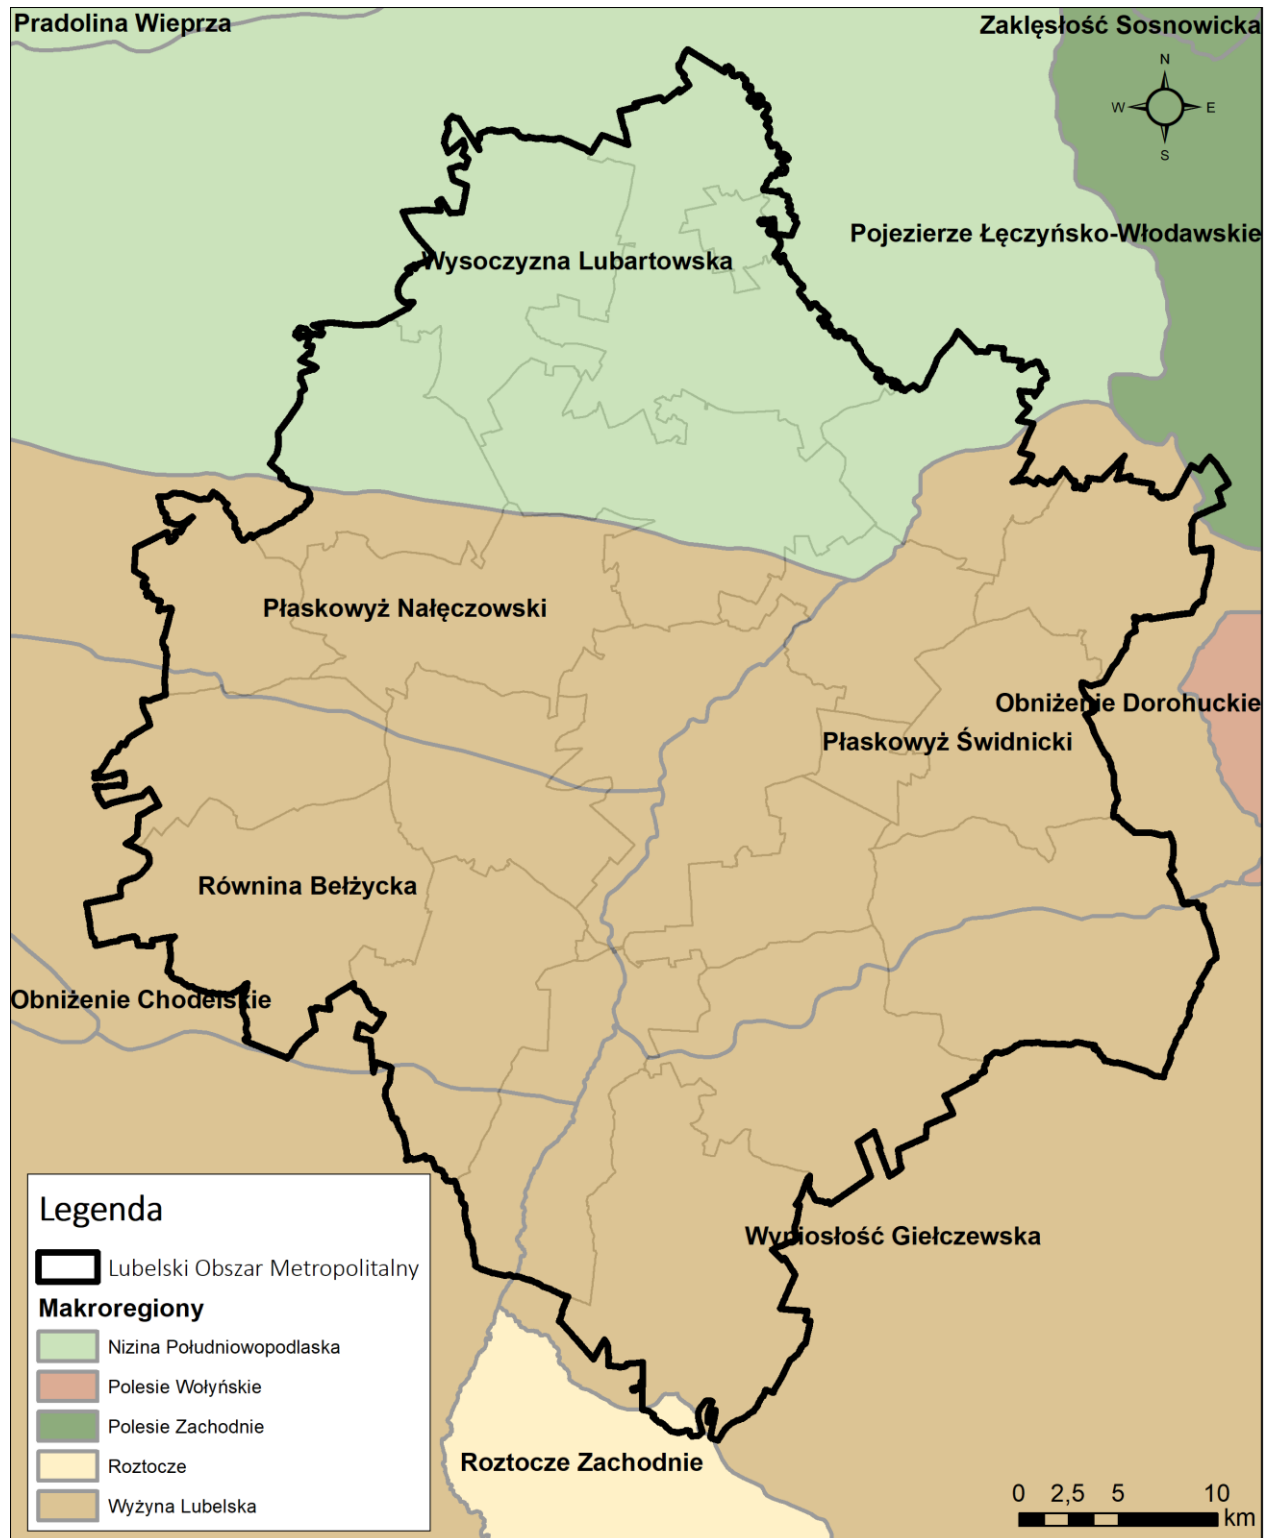 Pradolina Wieprza
Zaklęsłość Sosnowicka
N
W
E
S
Pojezierze Łęczyńsko-Włodawskie
Wysoczyzna Lubartowska
Płaskowyż Nałęczowski
Obniżenie Dorohuckie
Płaskowyż Świdnicki
Równina Bełżycka
Obniżenie Chodelskie
Wyniosłość Giełczewska
Roztocze Zachodnie
Legenda
Lubelski Obszar Metropolitalny
Makroregiony
Nizina Południowopodlaska
Polesie Wołyńskie
Polesie Zachodnie
Roztocze
Wyżyna Lubelska
0 2,5 5 10
km